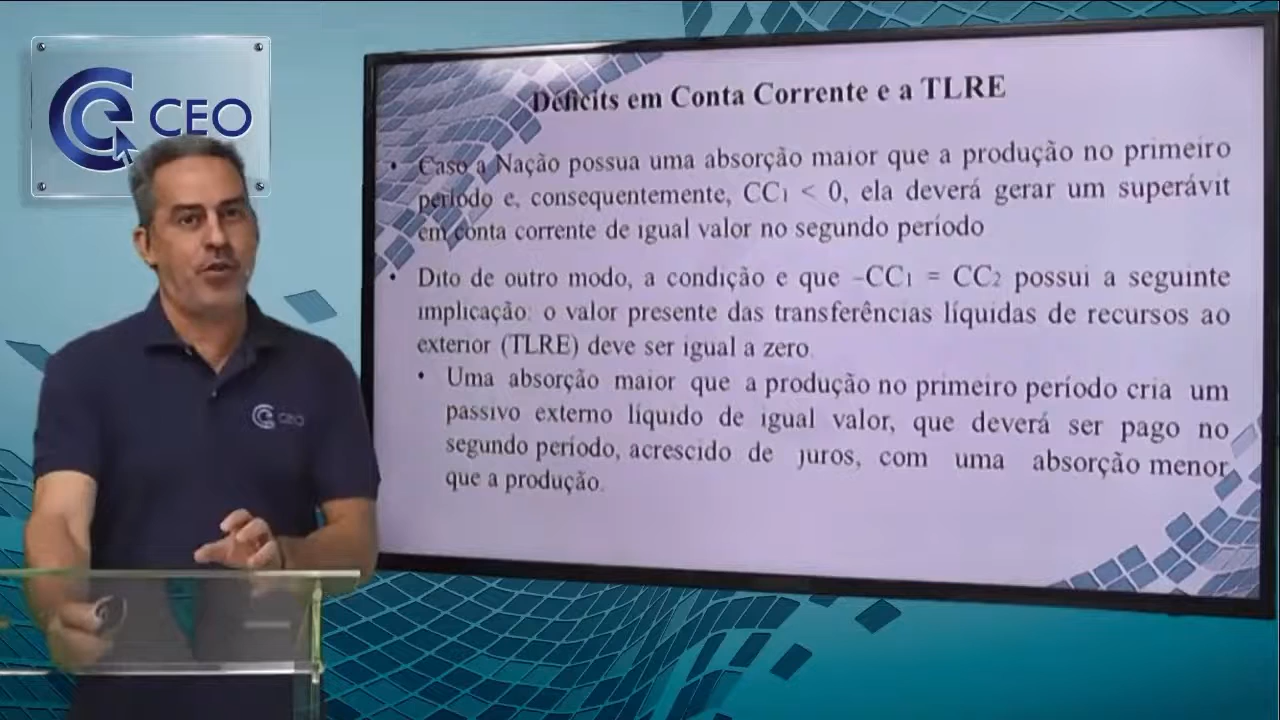 CEO
Déficits em Conta Corrente e a TLRE
• Caso a Nação possua uma absorção maior que a produção no primeiro
período e, consequentemente, CC1 < 0, ela deverá gerar um superávit
em conta corrente de igual valor no segundo período
• Dito de outro modo, a condição e que –CC1 = CC2 possui a seguinte
implicação: o valor presente das transferências líquidas de recursos ao
exterior (TLRE) deve ser igual a zero.
• Uma absorção maior que a produção no primeiro período cria um
passivo externo líquido de igual valor, que deverá ser pago no
segundo período, acrescido de juros, com uma absorção menor
que a produção.
CEO